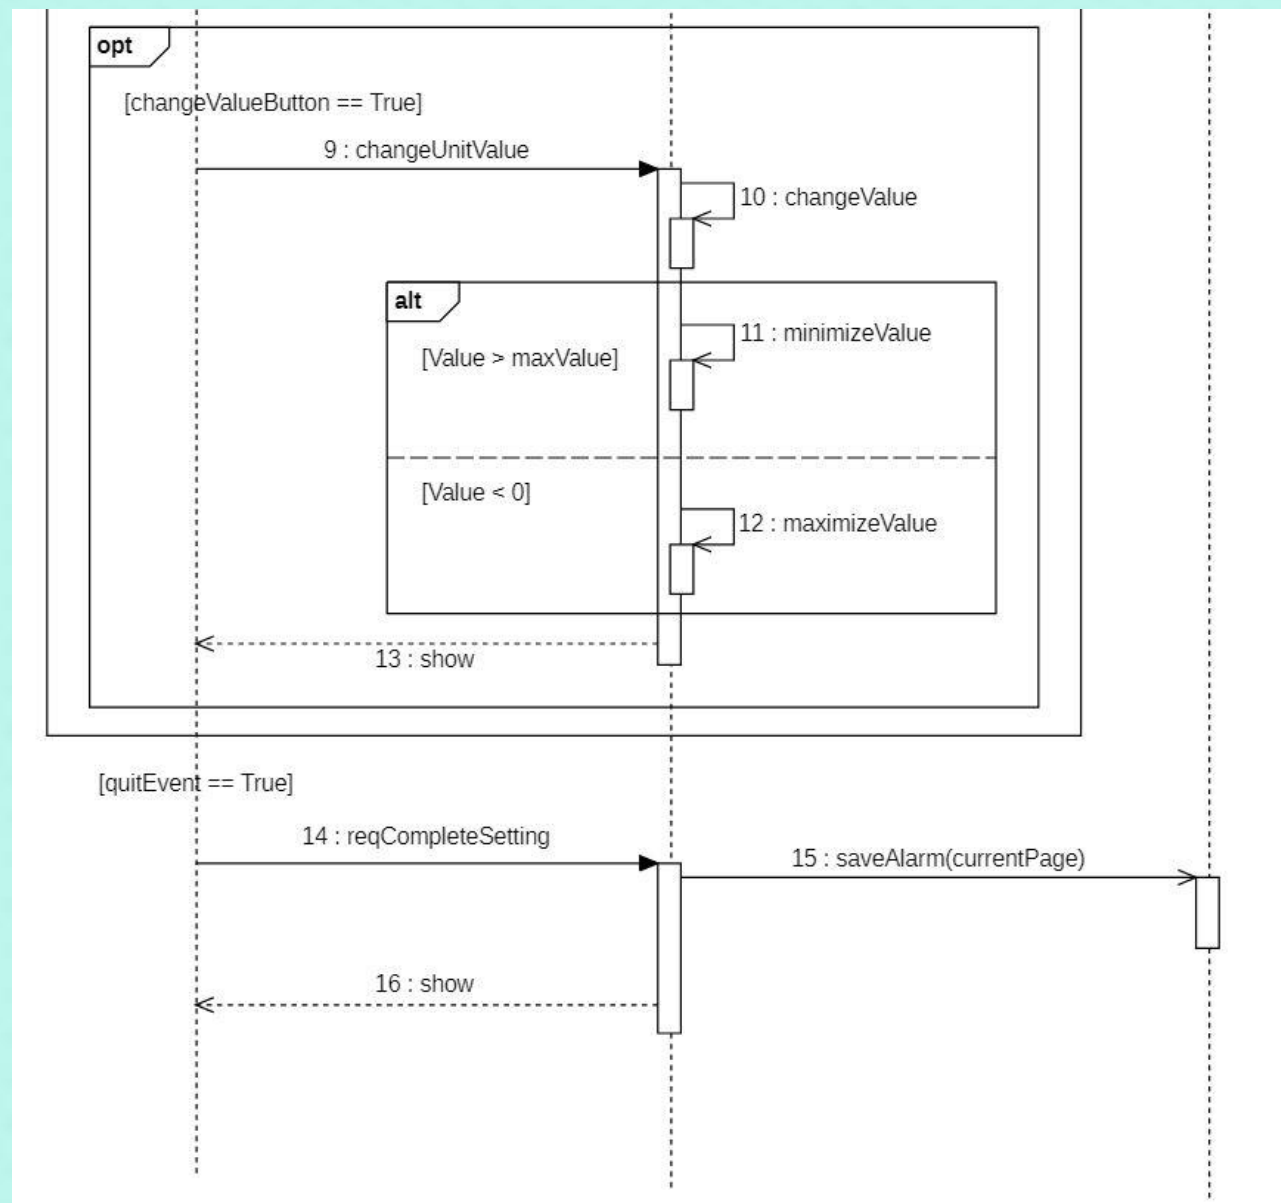 opt
[changeValueButton == True]
9 : changeUnitValue
10 : changeValue
alt
11 : minimizeValue
[Value > maxValue]
[Value < 0]
12 : maximizeValue
13 : show
[quitEvent == True]
14 : reqCompleteSetting
15 : saveAlarm(currentPage)
16 : show